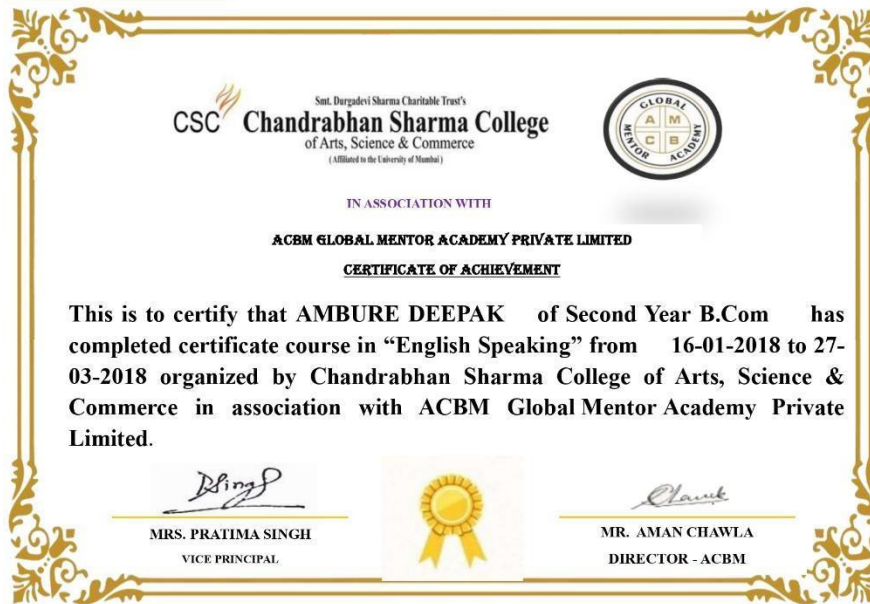 Smt. Durgadevi Sharma Charitable Trust's
CSC Chandrabhan Sharma College
of Arts, Science & Commerce
(Affiliated to the University of Mumbai)
GLOBAL
MENTOR ACADEMY
A M
C B
IN ASSOCIATION WITH
ACBM GLOBAL MENTOR ACADEMY PRIVATE LIMITED
CERTIFICATE OF ACHIEVEMENT
This is to certify that AMBURE DEEPAK of Second Year B.Com has
completed certificate course in “English Speaking” from 16-01-2018 to 27-
03-2018 organized by Chandrabhan Sharma College of Arts, Science &
Commerce in association with ACBM Global Mentor Academy Private
Limited.
MRS. PRATIMA SINGH
VICE PRINCIPAL
MR. AMAN CHAWLA
DIRECTOR - ACBM